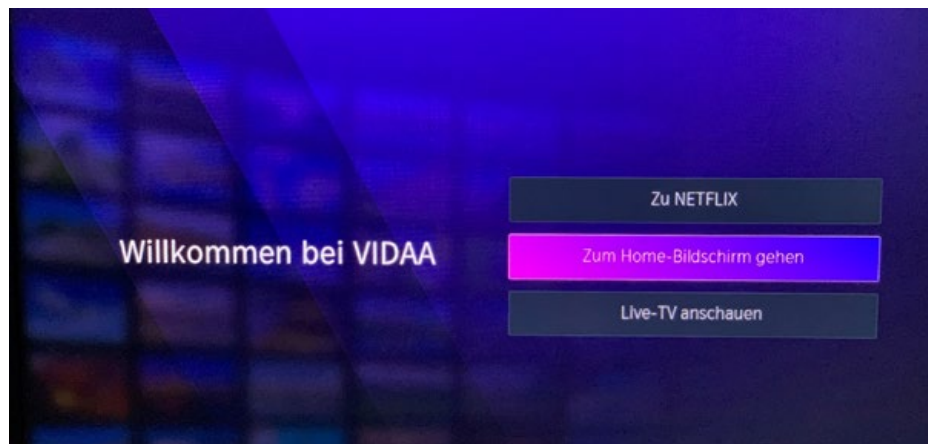 Willkommen bei VIDAA
Zu NETFLIX
Zum Home-Bildschirm gehen
Live-TV anschauen